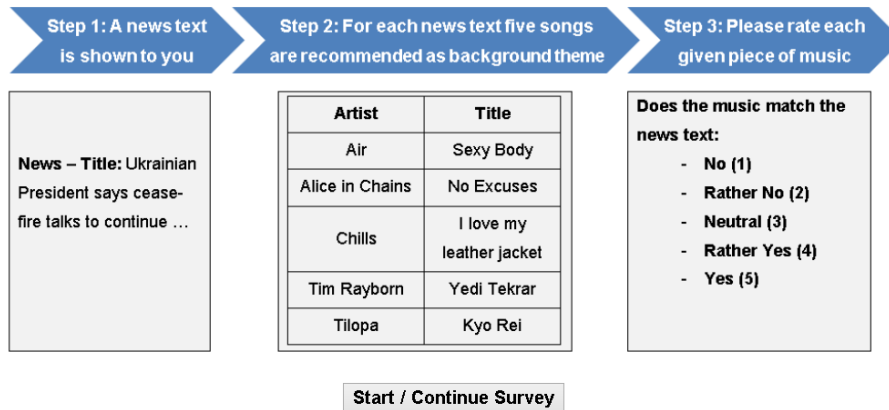 Step 1: A news text
is shown to you
Step 2: For each news text five songs
are recommended as background theme
Step 3: Please rate each
given piece of music
News – Title: Ukrainian
President says cease-
fire talks to continue …
Artist Title
Air Sexy Body
Alice in Chains No Excuses
Chills I love my
leather jacket
Tim Rayborn Yedi Tekrar
Tilopa Kyo Rei
Does the music match the
news text:
- No (1)
- Rather No (2)
- Neutral (3)
- Rather Yes (4)
- Yes (5)
Start / Continue Survey